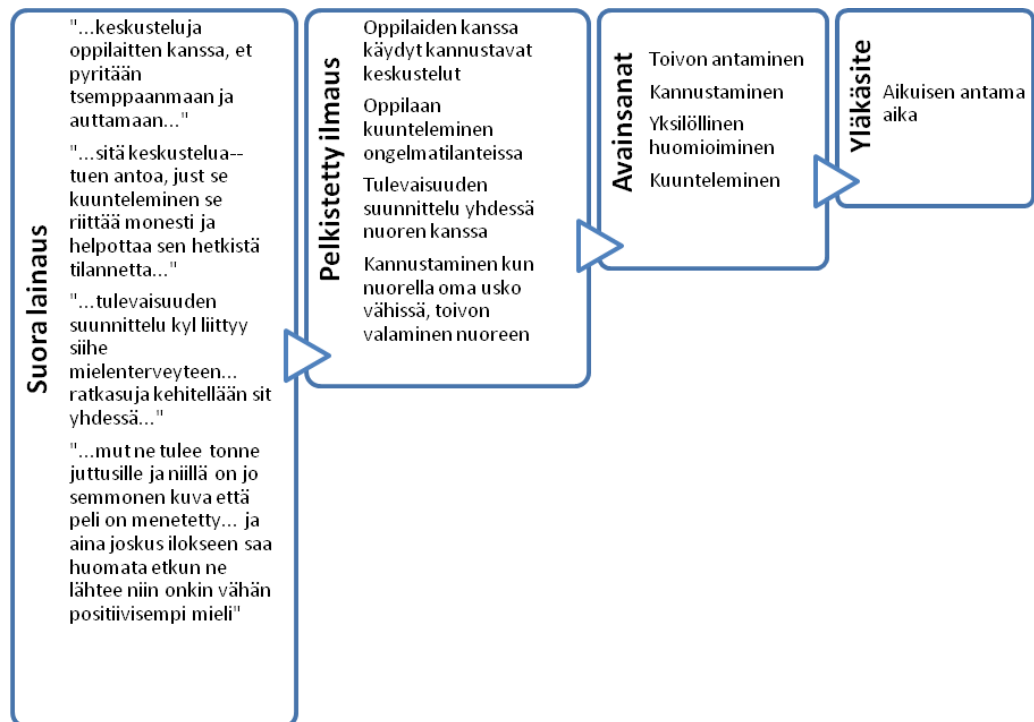 Suora lainaus
"...keskusteluja
oppilaitten kanssa, et
pyritään
tsemppaanmaan ja
auttamaan..."
"...sitä keskustelua--
tuen antoa, just se
kuunteleminen se
riittää monesti ja
helpottaa sen hetkistä
tilannetta..."
"...tulevaisuuden
suunnittelu kyl liittyy
siihe
mielenterveyteen...
ratkasuja kehitellään sit
yhdessä..."
"...mut ne tulee tonne
juttusille ja niillä on jo
semmonen kuva että
peli on menetetty... ja
aina joskus ilokseen saa
huomata etkun ne
lähtee niin onkin vähän
positiivisempi mieli"
Pelkistetty ilmaus
Oppilaiden kanssa
käydyt kannustavat
keskustelut
Oppilaan
kuunteleminen
ongelmatilanteissa
Tulevaisuuden
suunnittelu yhdessä
nuoren kanssa
Kannustaminen kun
nuorella oma usko
vähissä, toivon
valaminen nuoreen
Avainsanat
Toivon antaminen
Kannustaminen
Yksilöllinen
huomioiminen
Kuunteleminen
Yläkäsite
Aikuisen antama
aika